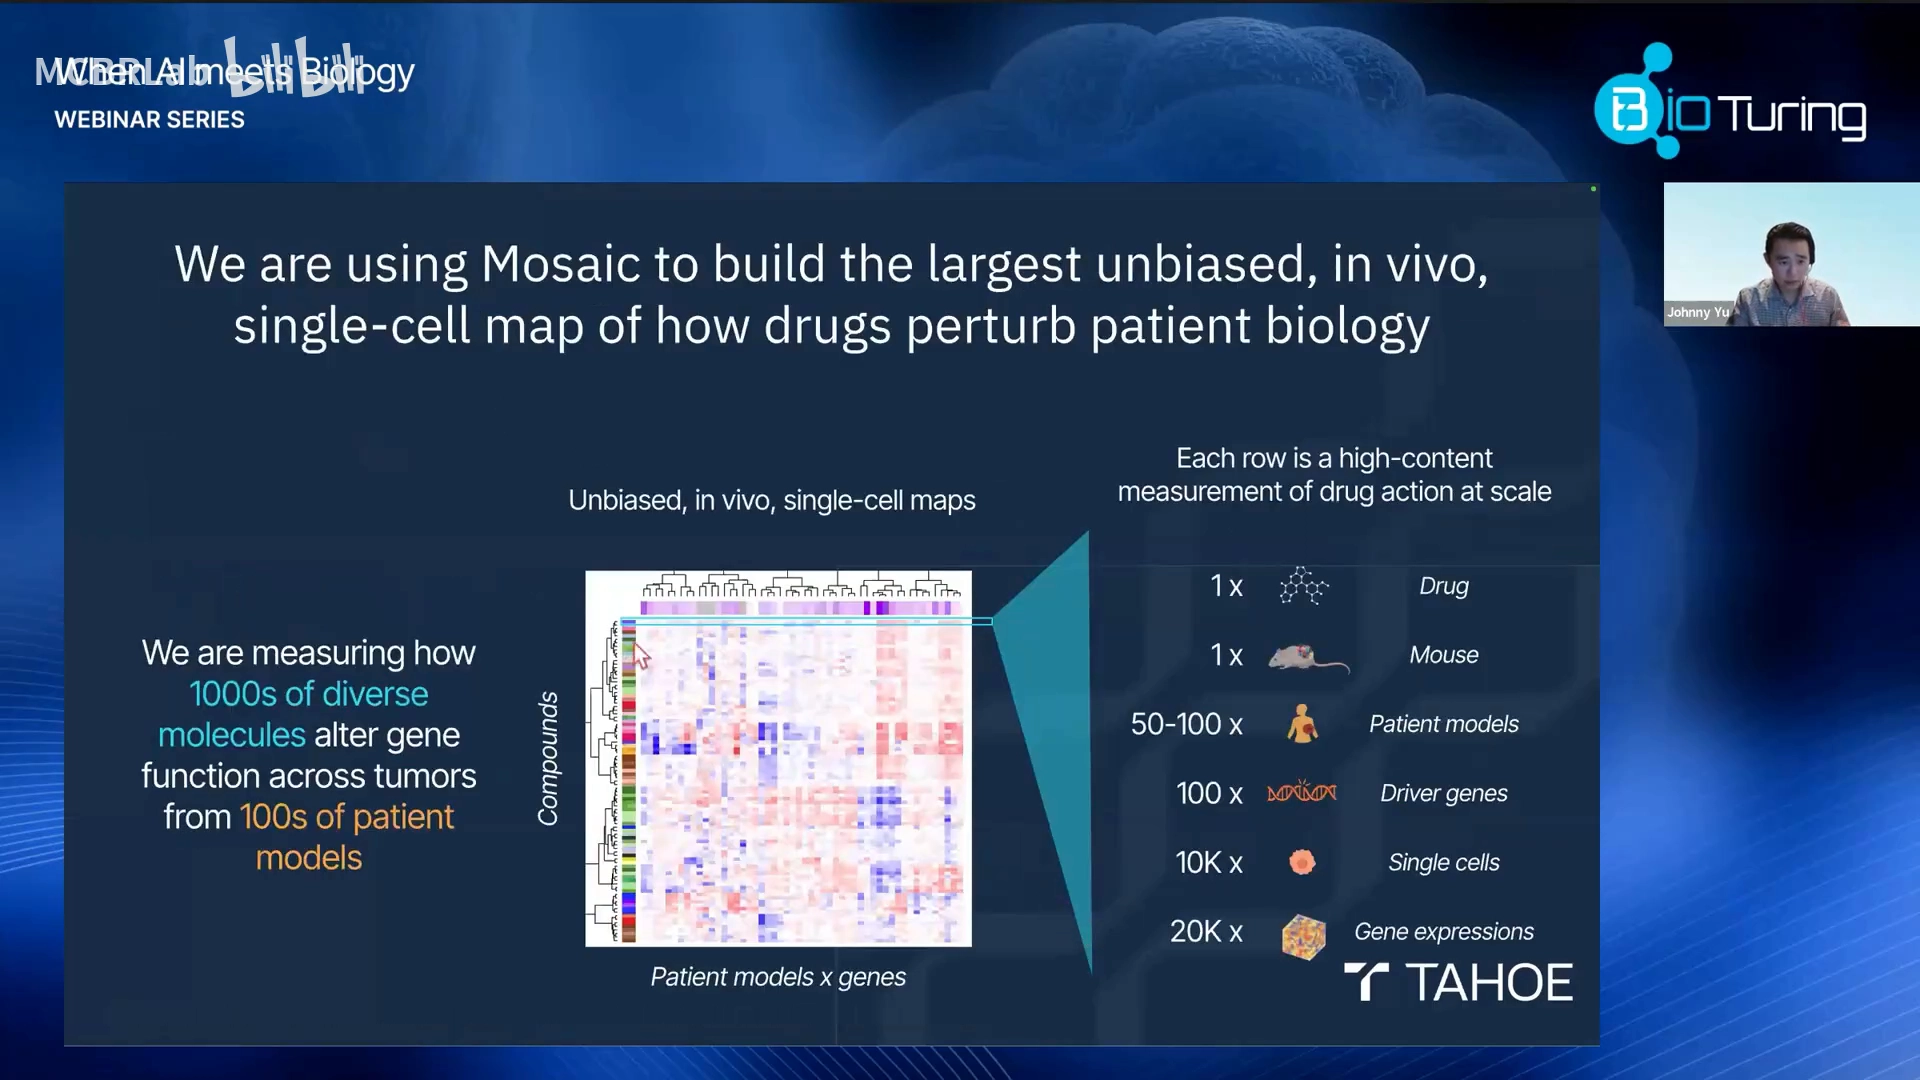 MCBRLab bilibili
When AI meets Biology
WEBINAR SERIES
BioTuring
Johnny Yu
We are using Mosaic to build the largest unbiased, in vivo,
single-cell map of how drugs perturb patient biology
We are measuring how
1000s of diverse
molecules alter gene
function across tumors
from 100s of patient
models
Unbiased, in vivo, single-cell maps
Compounds
Patient models x genes
Each row is a high-content
measurement of drug action at scale
1 x Drug
1 x Mouse
50-100 x Patient models
100 x Driver genes
10K x Single cells
20K x Gene expressions
TAHOE